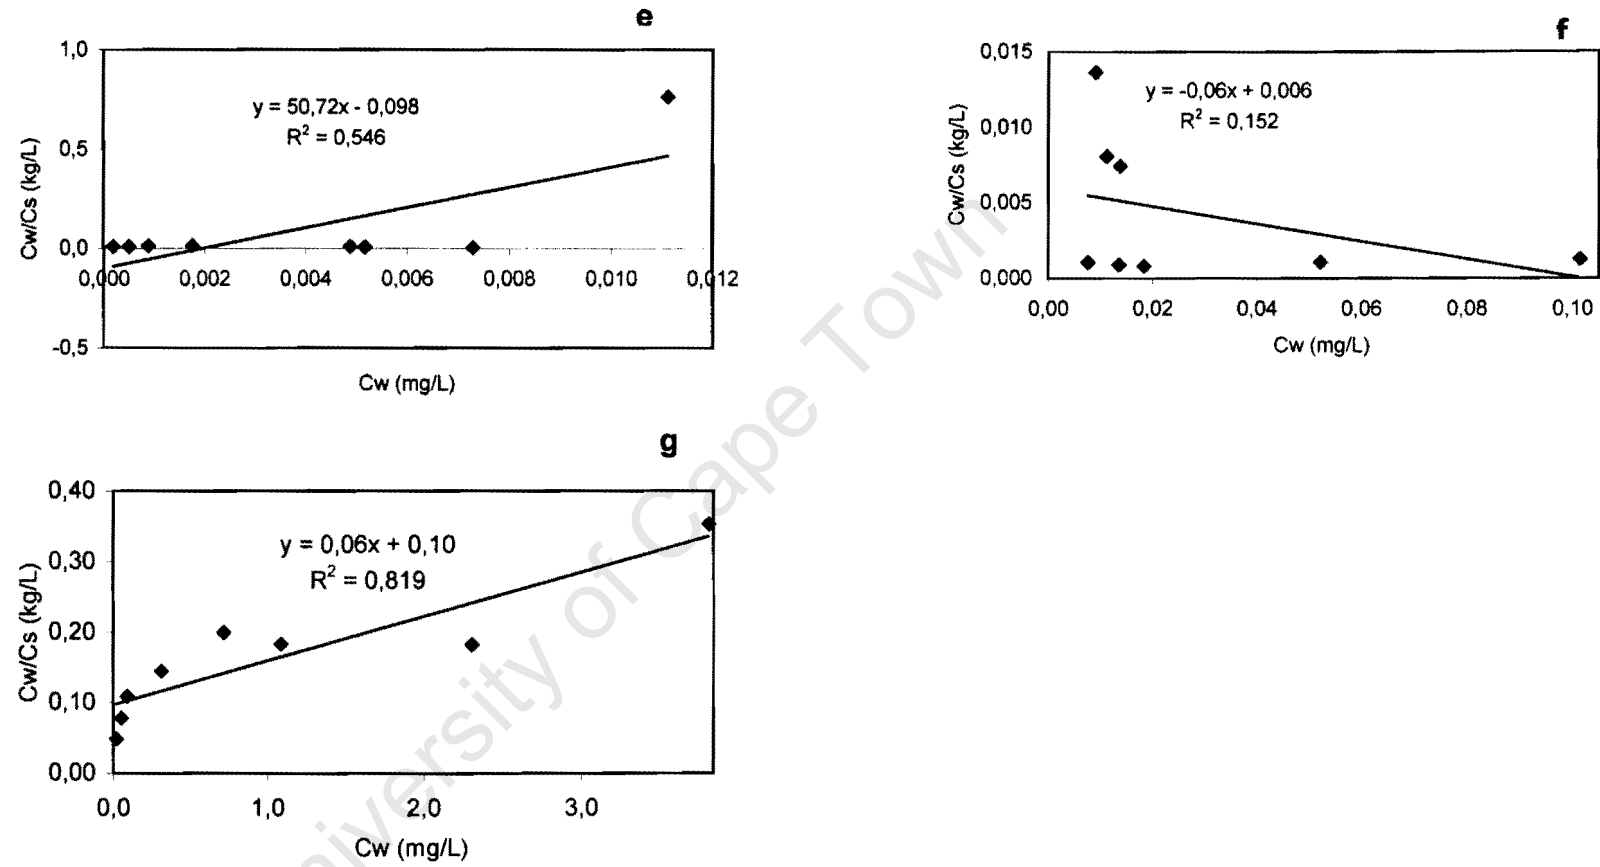 e
1,0
0,5
0,0
-0,5
Cw/Cs (kg/L)
y = 50,72x - 0,098
R² = 0,546
0,000 0,002 0,004 0,006 0,008 0,010 0,012
Cw (mg/L)
f
0,015
0,010
0,005
0,000
Cw/Cs (kg/L)
y = -0,06x + 0,006
R² = 0,152
0,00 0,02 0,04 0,06 0,08 0,10
Cw (mg/L)
g
0,40
0,30
0,20
0,10
0,00
Cw/Cs (kg/L)
y = 0,06x + 0,10
R² = 0,819
0,0 1,0 2,0 3,0
Cw (mg/L)
University of Cape Town